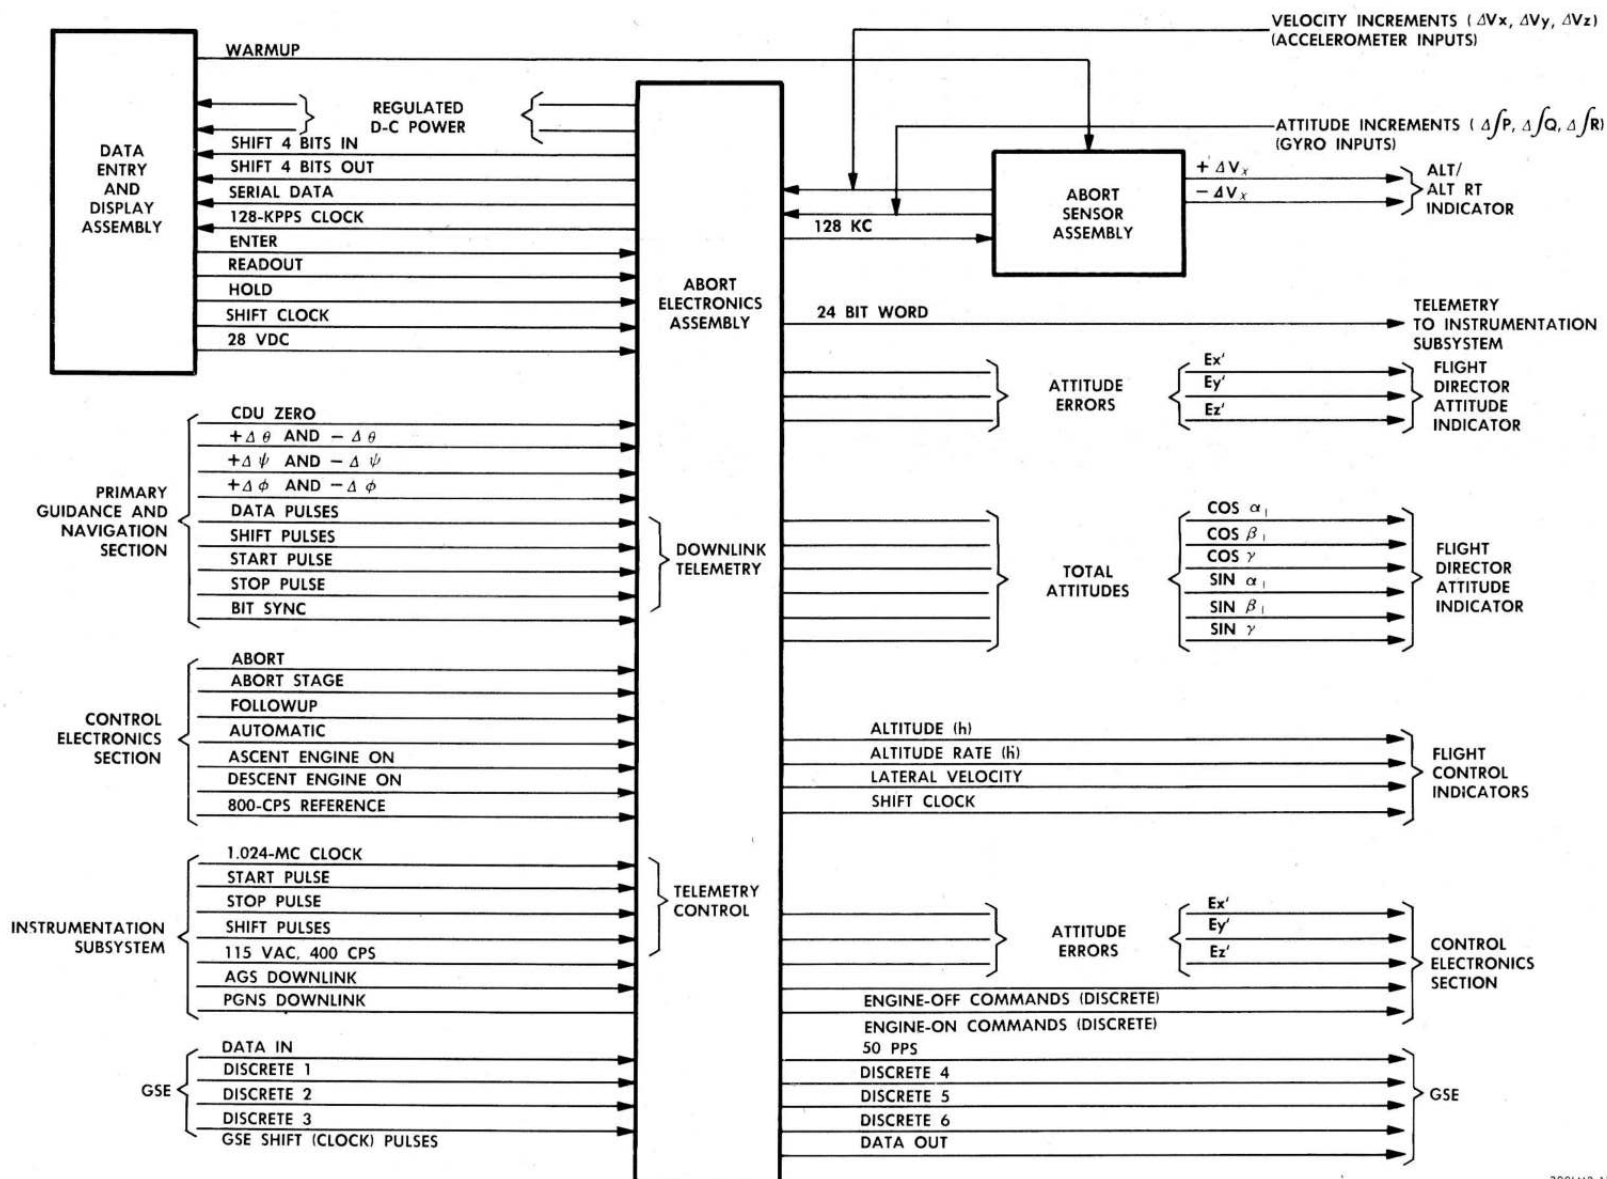 VELOCITY INCREMENTS ( ΔVx, ΔVy, ΔVz)
(ACCELEROMETER INPUTS)
WARMUP
REGULATED
D-C POWER
ATTITUDE INCREMENTS ( Δ∫P, Δ∫Q, Δ∫R)
(GYRO INPUTS)
DATA
ENTRY
AND
DISPLAY
ASSEMBLY
SHIFT 4 BITS IN
SHIFT 4 BITS OUT
SERIAL DATA
128-KPPS CLOCK
ENTER
READOUT
HOLD
SHIFT CLOCK
28 VDC
ABORT
ELECTRONICS
ASSEMBLY
128 KC
ABORT
SENSOR
ASSEMBLY
+ ΔVx
- ΔVx
ALT/
ALT RT
INDICATOR
24 BIT WORD
TELEMETRY
TO INSTRUMENTATION
SUBSYSTEM
ATTITUDE
ERRORS
Ex′
Ey′
Ez′
FLIGHT
DIRECTOR
ATTITUDE
INDICATOR
PRIMARY
GUIDANCE AND
NAVIGATION
SECTION
CDU ZERO
+Δ θ AND - Δ θ
+Δ ψ AND - Δ ψ
+Δ ϕ AND - Δ ϕ
DATA PULSES
SHIFT PULSES
START PULSE
STOP PULSE
BIT SYNC
DOWNLINK
TELEMETRY
TOTAL
ATTITUDES
COS α1
COS β1
COS γ
SIN α1
SIN β1
SIN γ
FLIGHT
DIRECTOR
ATTITUDE
INDICATOR
CONTROL
ELECTRONICS
SECTION
ABORT
ABORT STAGE
FOLLOWUP
AUTOMATIC
ASCENT ENGINE ON
DESCENT ENGINE ON
800-CPS REFERENCE
ALTITUDE (h)
ALTITUDE RATE (ḣ)
LATERAL VELOCITY
SHIFT CLOCK
FLIGHT
CONTROL
INDICATORS
INSTRUMENTATION
SUBSYSTEM
1.024-MC CLOCK
START PULSE
STOP PULSE
SHIFT PULSES
115 VAC, 400 CPS
AGS DOWNLINK
PGNS DOWNLINK
TELEMETRY
CONTROL
ATTITUDE
ERRORS
Ex′
Ey′
Ez′
ENGINE-OFF COMMANDS (DISCRETE)
ENGINE-ON COMMANDS (DISCRETE)
CONTROL
ELECTRONICS
SECTION
GSE
DATA IN
DISCRETE 1
DISCRETE 2
DISCRETE 3
GSE SHIFT (CLOCK) PULSES
50 PPS
DISCRETE 4
DISCRETE 5
DISCRETE 6
DATA OUT
GSE